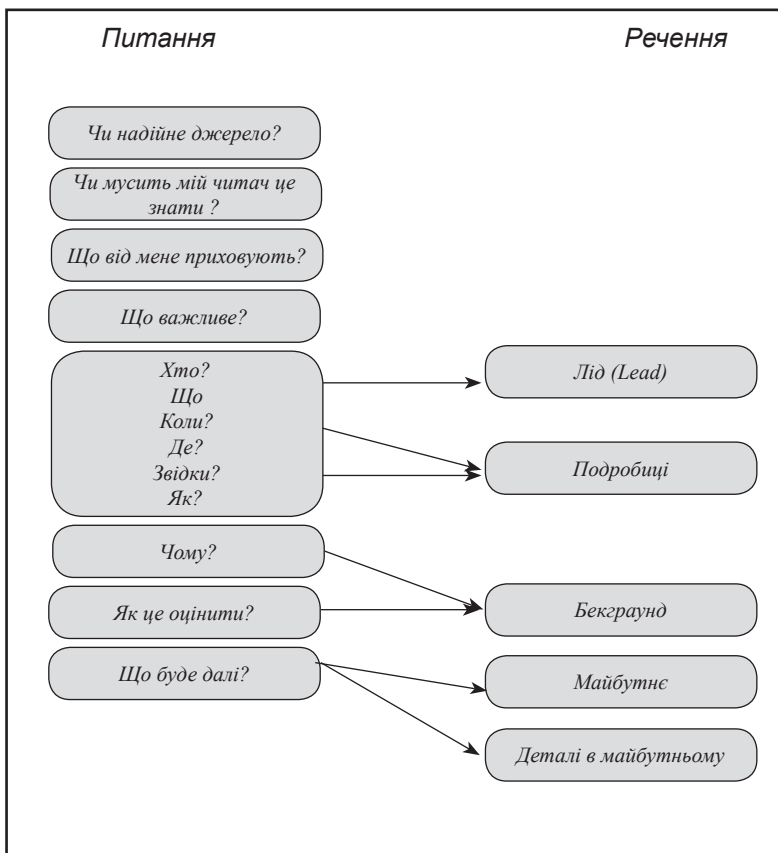 Питання
Речення
Чи надійне джерело?
Чи мусить мій читач це
знати ?
Що від мене приховують?
Що важливе?
Хто?
Що
Коли?
Де?
Звідки?
Як?
Лід (Lead)
Подробиці
Чому?
Як це оцінити?
Що буде далі?
Бекграунд
Майбутнє
Деталі в майбутньому